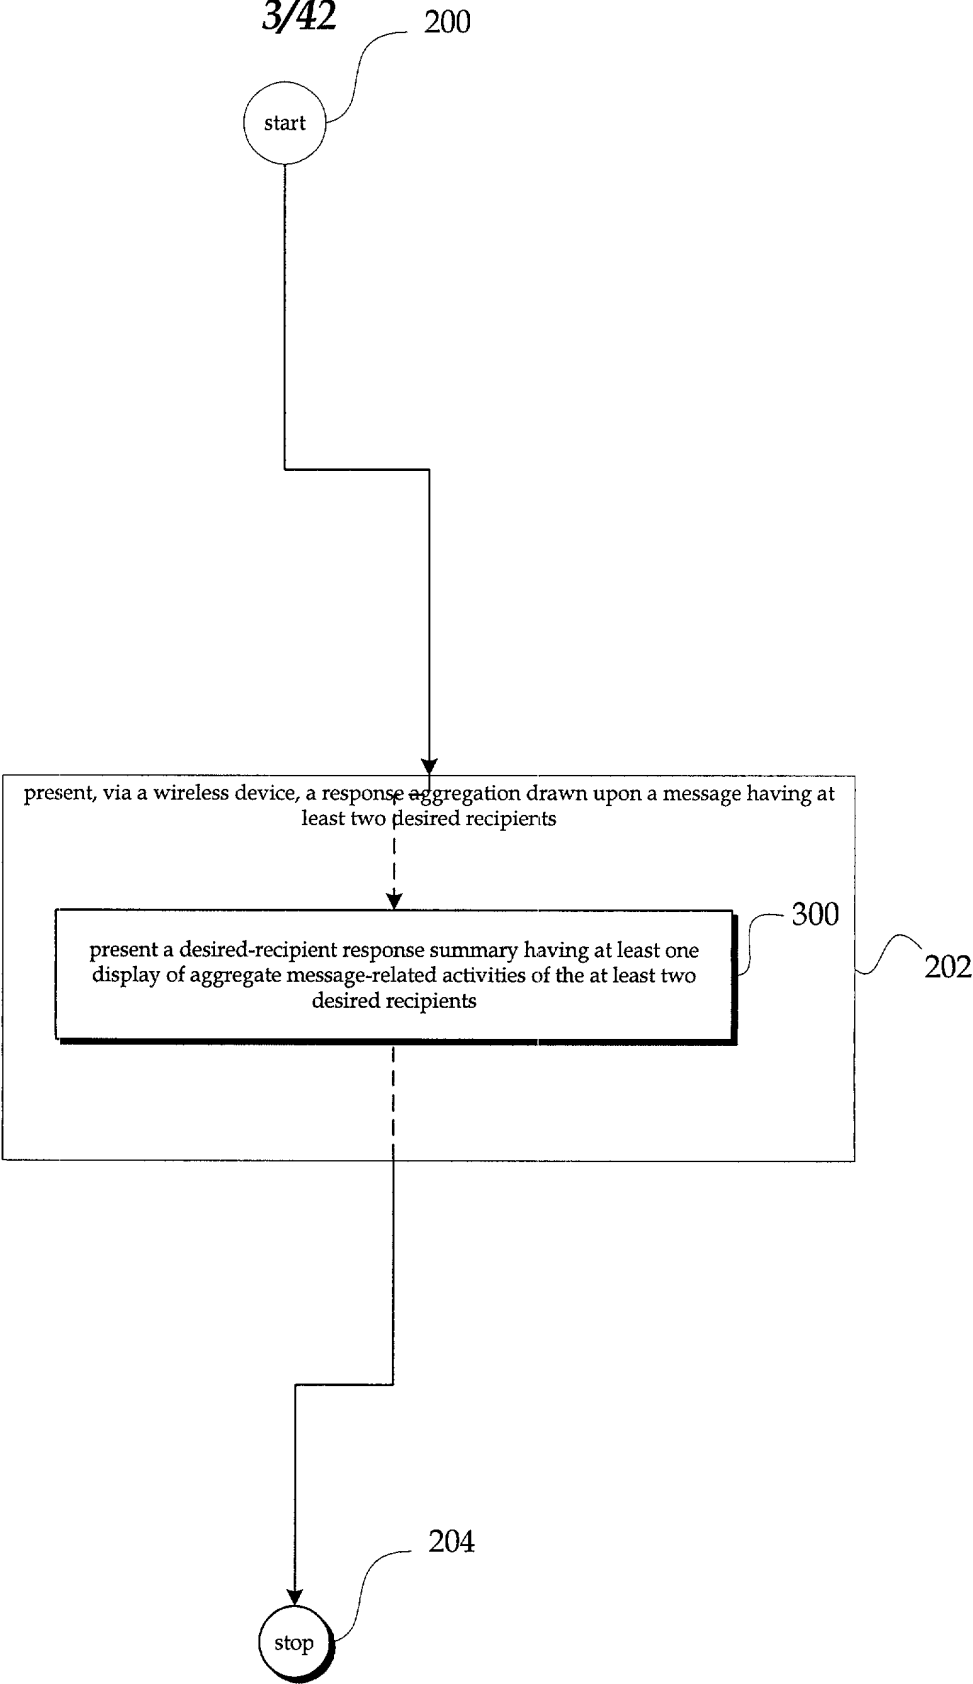 3/42
200
start
present, via a wireless device, a response aggregation drawn upon a message having at
least two desired recipients
300
present a desired-recipient response summary having at least one
display of aggregate message-related activities of the at least two
desired recipients
202
204
stop